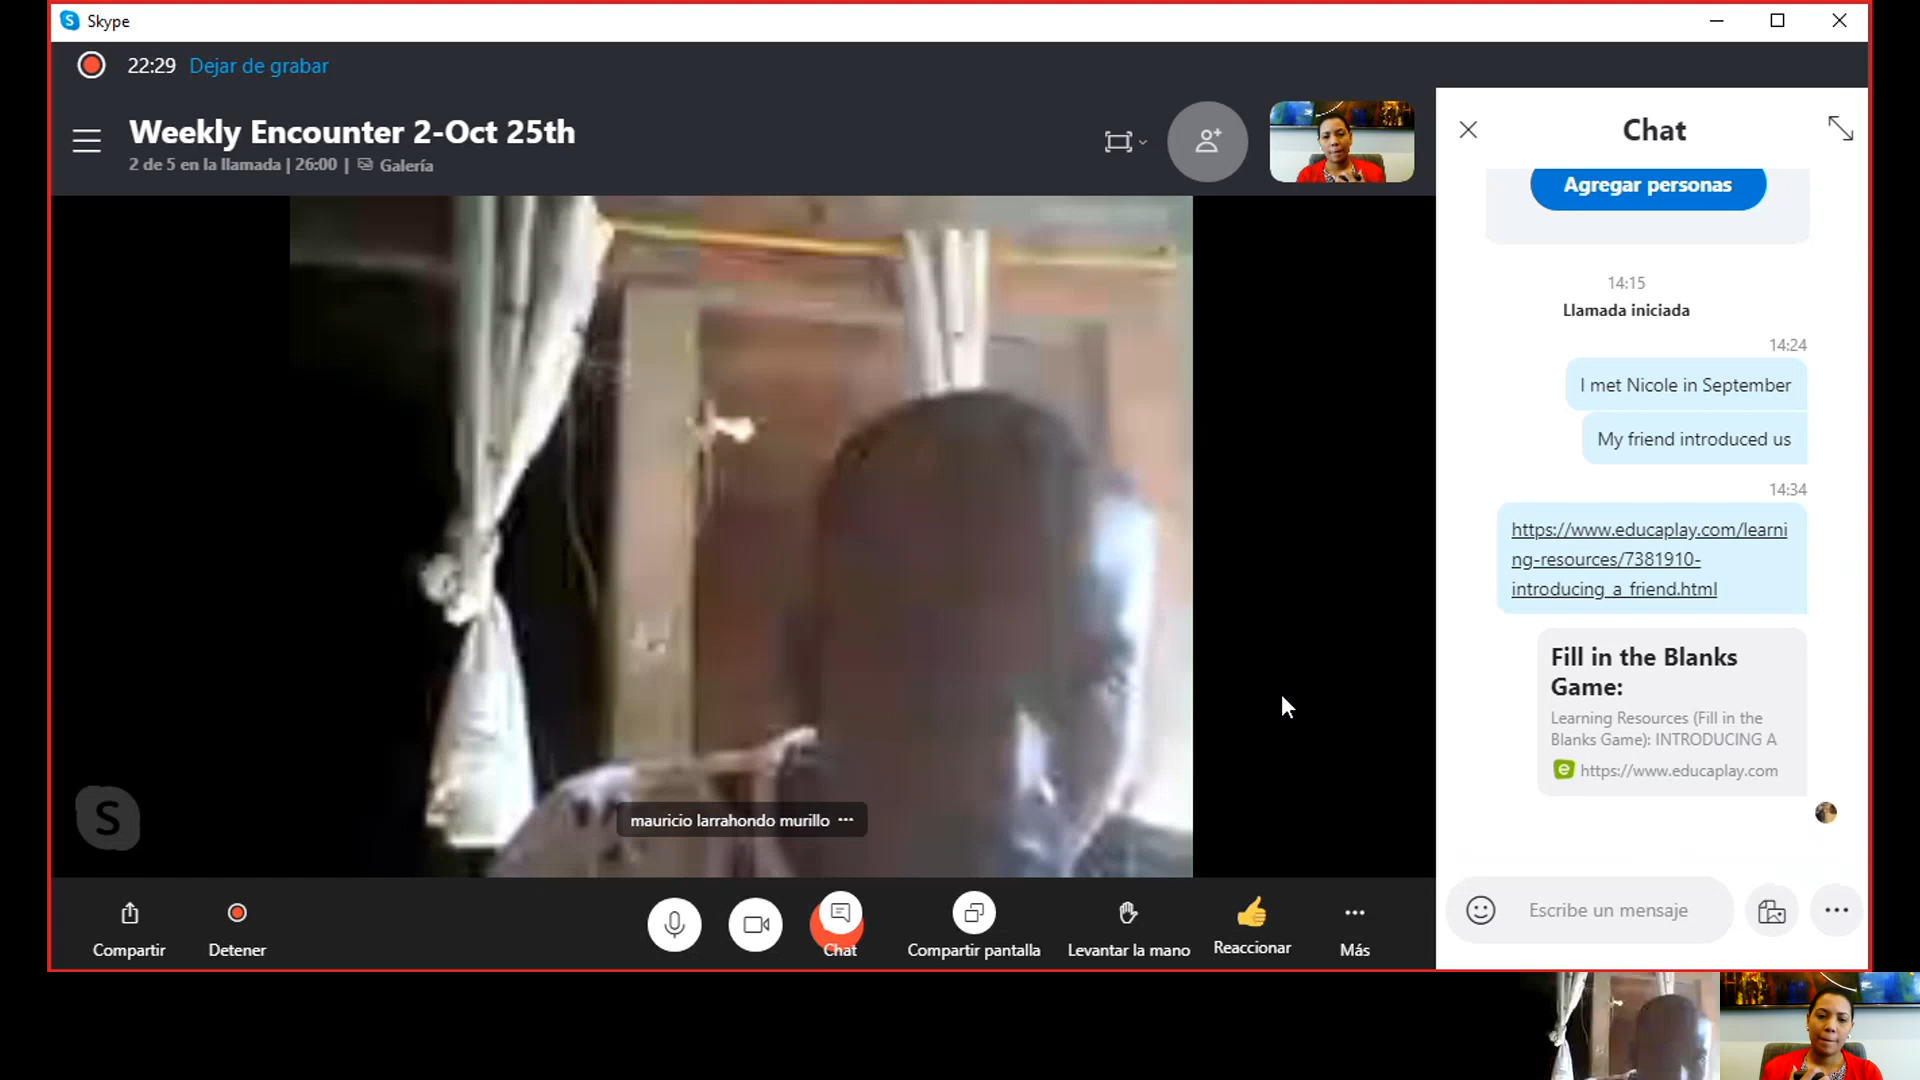 Skype
22:29 Dejar de grabar
Weekly Encounter 2-Oct 25th
2 de 5 en la llamada | 26:00 | Galería
mauricio larrahondo murillo
Compartir
Detener
Chat
Compartir pantalla
Levantar la mano
Reaccionar
Más
Chat
Agregar personas
14:15
Llamada iniciada
14:24
I met Nicole in September
My friend introduced us
14:34
https://www.educaplay.com/learni
ng-resources/7381910-
introducing_a_friend.html
Fill in the Blanks
Game:
Learning Resources (Fill in the
Blanks Game): INTRODUCING A
https://www.educaplay.com
Escribe un mensaje